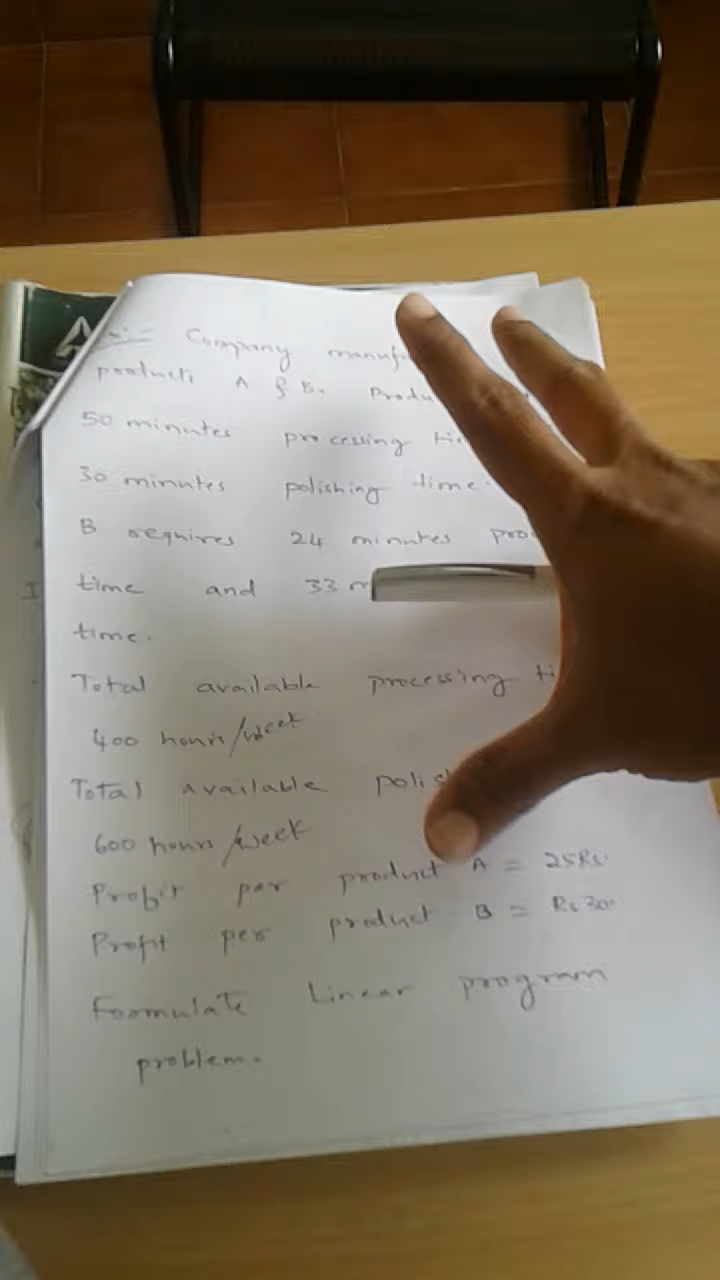 Company manuf
products A & B. Produ
50 minutes processing ti
30 minutes polishing time.
B requires 24 minutes pro
time and 33 m
time.
Total available processing ti
400 hours/week
Total available polis
600 hours/week
Profit per product A = 25Rs.
Profit per product B = Rs 30
Formulate Linear program
problem.